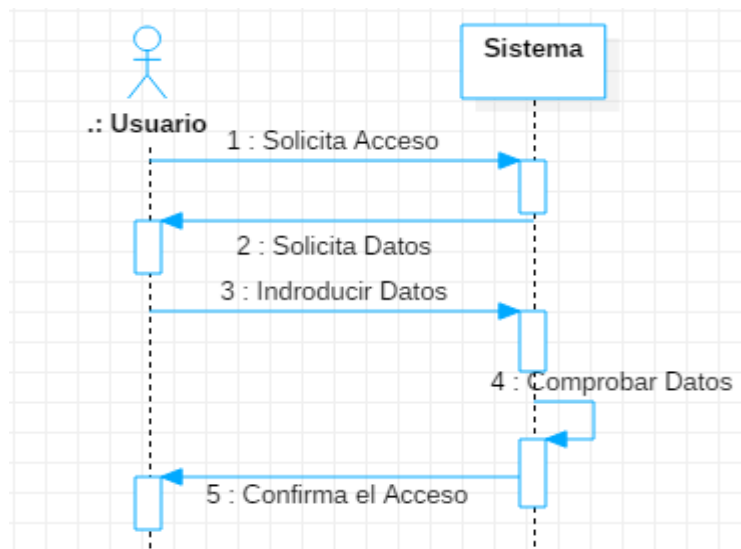 Sistema
.: Usuario
1 : Solicita Acceso
2 : Solicita Datos
3 : Indroducir Datos
4 : Comprobar Datos
5 : Confirma el Acceso